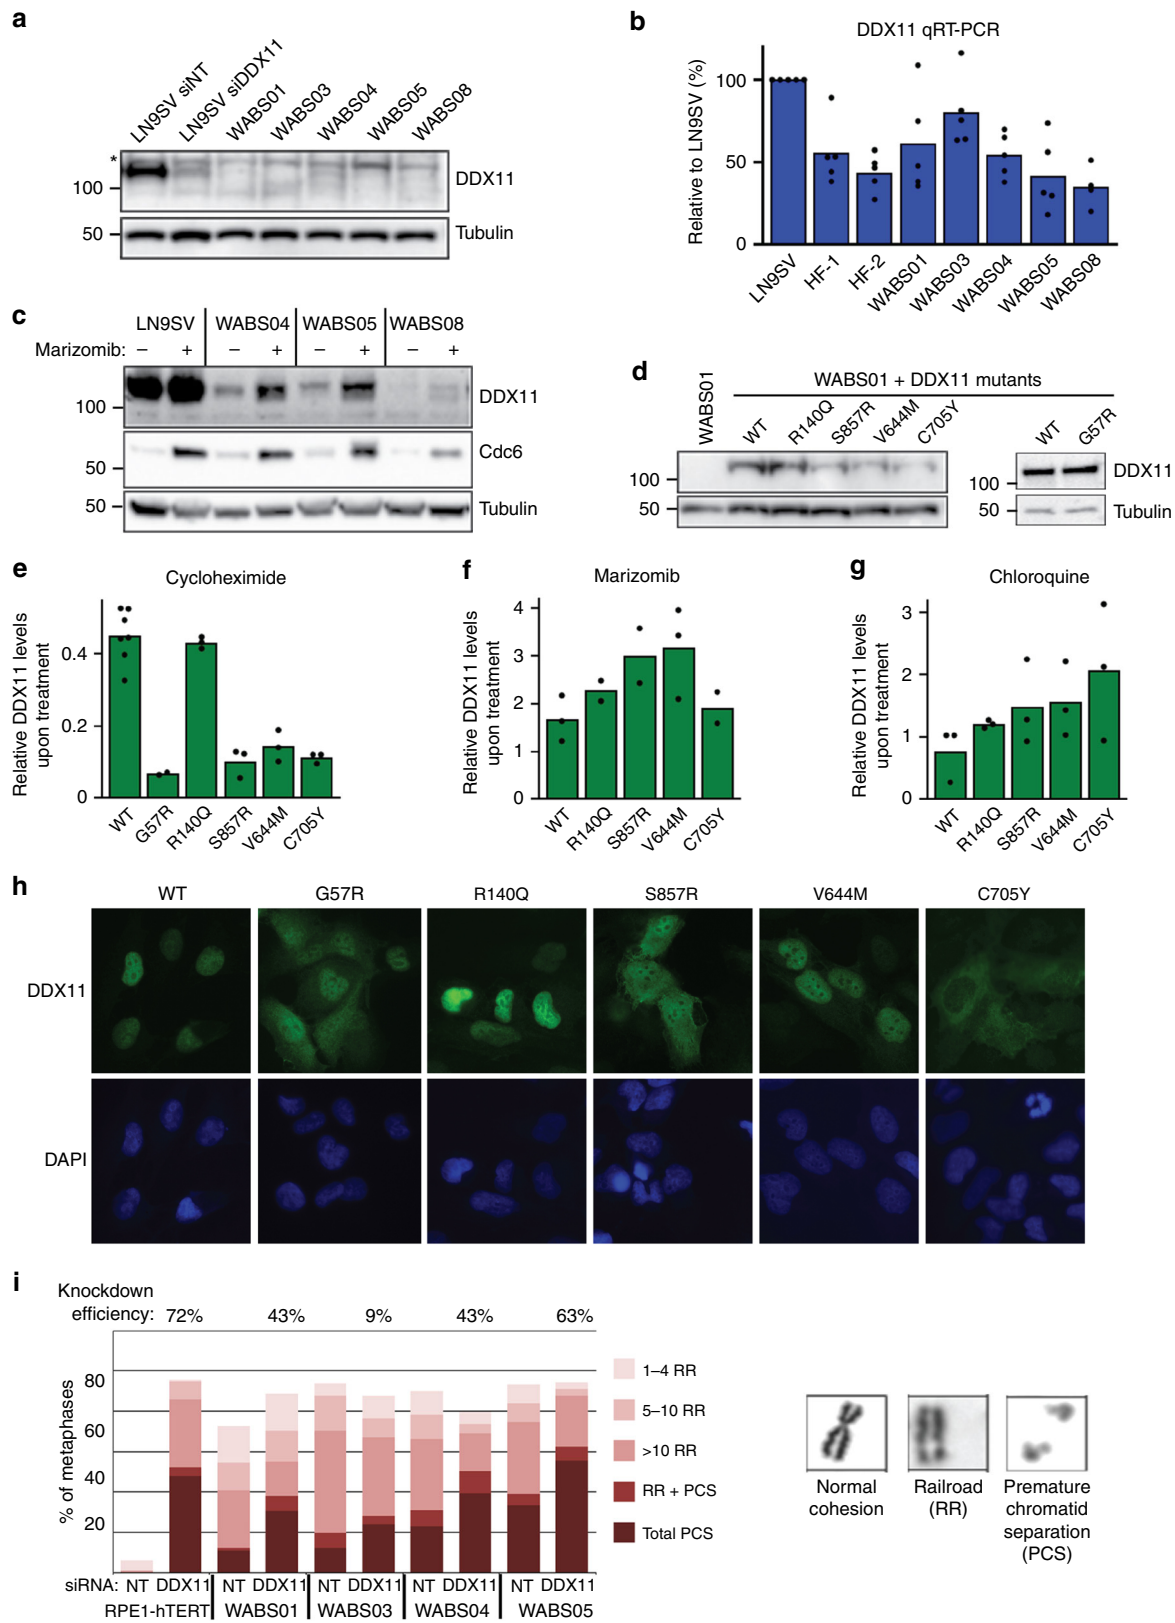 a
LN9SV siNT
LN9SV siDDX11
WABS01
WABS03
WABS04
WABS05
WABS08
*
100
DDX11
50
Tubulin
b
DDX11 qRT-PCR
Relative to LN9SV (%)
100
50
0
LN9SV
HF-1
HF-2
WABS01
WABS03
WABS04
WABS05
WABS08
c
LN9SV WABS04 WABS05 WABS08
Marizomib: – + – + – + – +
100
DDX11
50
Cdc6
50
Tubulin
d
WABS01
WABS01 + DDX11 mutants
WT
R140Q
S857R
V644M
C705Y
WT
G57R
100
100
DDX11
50
50
Tubulin
e
Cycloheximide
Relative DDX11 levels
upon treatment
0.4
0.2
0
WT
G57R
R140Q
S857R
V644M
C705Y
f
Marizomib
Relative DDX11 levels
upon treatment
4
3
2
1
0
WT
R140Q
S857R
V644M
C705Y
g
Chloroquine
Relative DDX11 levels
upon treatment
3
2
1
0
WT
R140Q
S857R
V644M
C705Y
h
WT G57R R140Q S857R V644M C705Y
DDX11
DAPI
i
Knockdown
efficiency: 72% 43% 9% 43% 63%
% of metaphases
80
60
40
20
1–4 RR
5–10 RR
>10 RR
RR + PCS
Total PCS
siRNA: NT DDX11 NT DDX11 NT DDX11 NT DDX11 NT DDX11
RPE1-hTERT WABS01 WABS03 WABS04 WABS05
Normal
cohesion
Railroad
(RR)
Premature
chromatid
separation
(PCS)